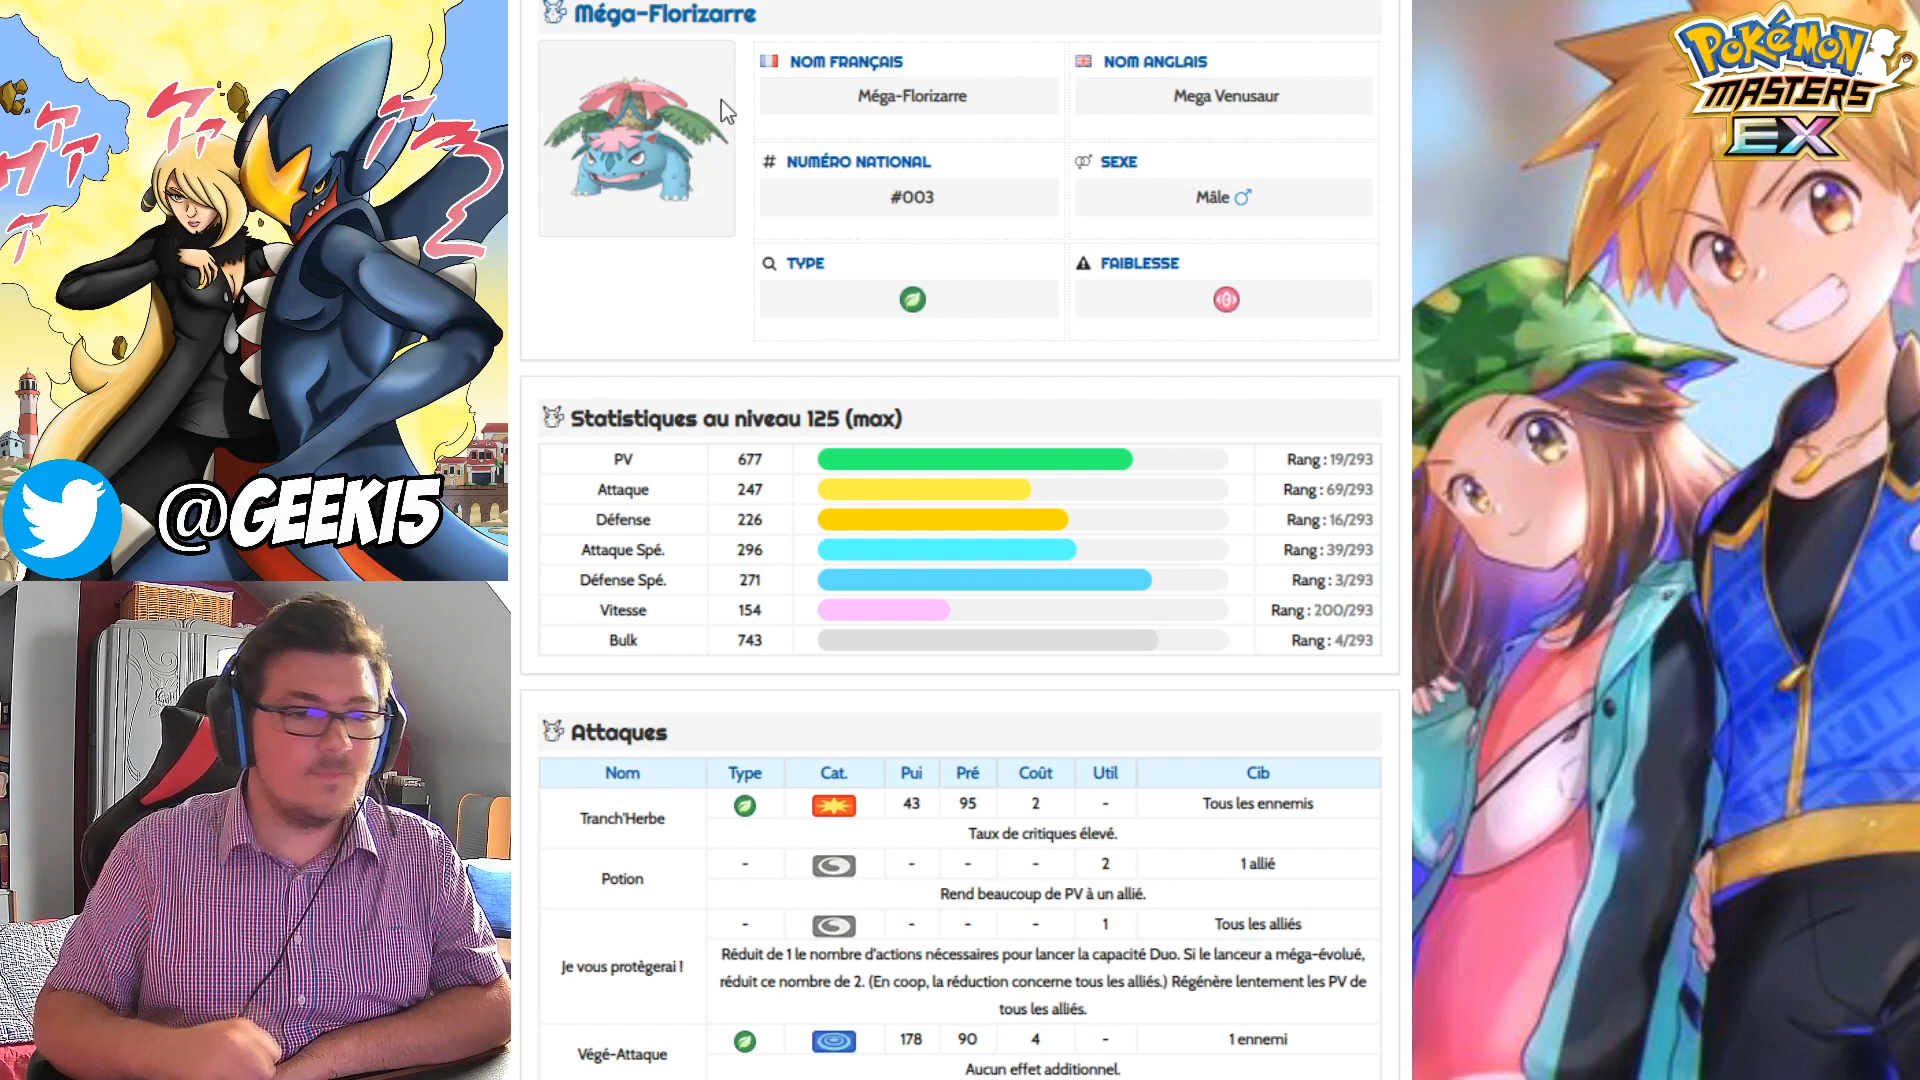 Méga-Florizarre
NOM FRANÇAIS
NOM ANGLAIS
Méga-Florizarre
Mega Venusaur
# NUMÉRO NATIONAL
SEXE
#003
Mâle ♂
TYPE
FAIBLESSE
Statistiques au niveau 125 (max)
PV 677 Rang : 19/293
Attaque 247 Rang : 69/293
Défense 226 Rang : 16/293
Attaque Spé. 296 Rang : 39/293
Défense Spé. 271 Rang : 3/293
Vitesse 154 Rang : 200/293
Bulk 743 Rang : 4/293
Attaques
Nom Type Cat. Pui Pré Coût Util Cib
Tranch'Herbe 43 95 2 - Tous les ennemis
Taux de critiques élevé.
Potion - - - - 2 1 allié
Rend beaucoup de PV à un allié.
Je vous protègerai ! - - - - 1 Tous les alliés
Réduit de 1 le nombre d'actions nécessaires pour lancer la capacité Duo. Si le lanceur a méga-évolué,
réduit ce nombre de 2. (En coop, la réduction concerne tous les alliés.) Régénère lentement les PV de
tous les alliés.
Végé-Attaque 178 90 4 - 1 ennemi
Aucun effet additionnel.
@GEEK15
POKéMON
MASTERS
EX